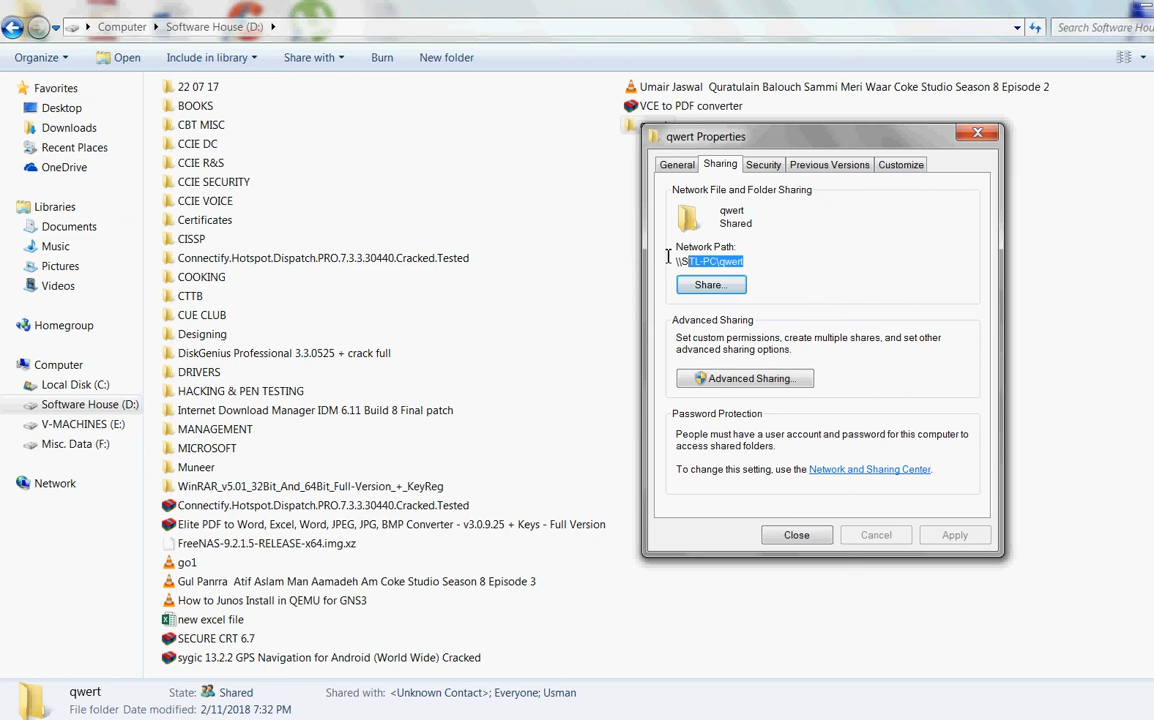 Computer Software House (D:)
Search Software Hou
Organize Open Include in library Share with Burn New folder
Favorites
Desktop
Downloads
Recent Places
OneDrive
Libraries
Documents
Music
Pictures
Videos
Homegroup
Computer
Local Disk (C:)
Software House (D:)
V-MACHINES (E:)
Misc. Data (F:)
Network
22 07 17
BOOKS
CBT MISC
CCIE DC
CCIE R&S
CCIE SECURITY
CCIE VOICE
Certificates
CISSP
Connectify.Hotspot.Dispatch.PRO.7.3.3.30440.Cracked.Tested
COOKING
CTTB
CUE CLUB
Designing
DiskGenius Professional 3.3.0525 + crack full
DRIVERS
HACKING & PEN TESTING
Internet Download Manager IDM 6.11 Build 8 Final patch
MANAGEMENT
MICROSOFT
Muneer
WinRAR_v5.01_32Bit_And_64Bit_Full-Version_+_KeyReg
Connectify.Hotspot.Dispatch.PRO.7.3.3.30440.Cracked.Tested
Elite PDF to Word, Excel, Word, JPEG, JPG, BMP Converter - v3.0.9.25 + Keys - Full Version
FreeNAS-9.2.1.5-RELEASE-x64.img.xz
go1
Gul Panrra Atif Aslam Man Aamadeh Am Coke Studio Season 8 Episode 3
How to Junos Install in QEMU for GNS3
new excel file
SECURE CRT 6.7
sygic 13.2.2 GPS Navigation for Android (World Wide) Cracked
Umair Jaswal Quratulain Balouch Sammi Meri Waar Coke Studio Season 8 Episode 2
VCE to PDF converter
qwert Properties
General Sharing Security Previous Versions Customize
Network File and Folder Sharing
qwert
Shared
Network Path:
\\STL-PC\qwert
Share...
Advanced Sharing
Set custom permissions, create multiple shares, and set other
advanced sharing options.
Advanced Sharing...
Password Protection
People must have a user account and password for this computer to
access shared folders.
To change this setting, use the Network and Sharing Center.
Close Cancel Apply
qwert State: Shared Shared with: <Unknown Contact>; Everyone; Usman
File folder Date modified: 2/11/2018 7:32 PM